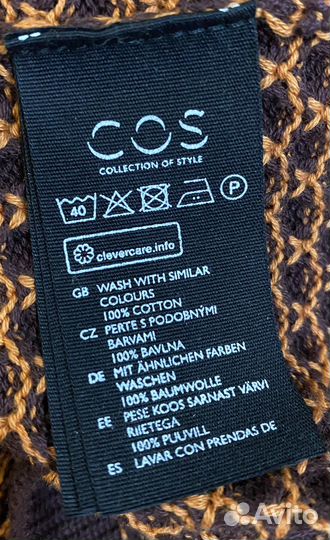 COS
COLLECTION OF STYLE
40 P
clevercare.info
GB WASH WITH SIMILAR
COLOURS
100% COTTON
CZ PERTE S PODOBNÝMI
BARVAMI
100% BAVLNA
DE MIT ÄHNLICHEN FARBEN
WASCHEN
100% BAUMWOLLE
EE PESE KOOS SARNAST VÄRVI
RIIETEGA
100% PUUVILL
ES LAVAR CON PRENDAS DE
Avito